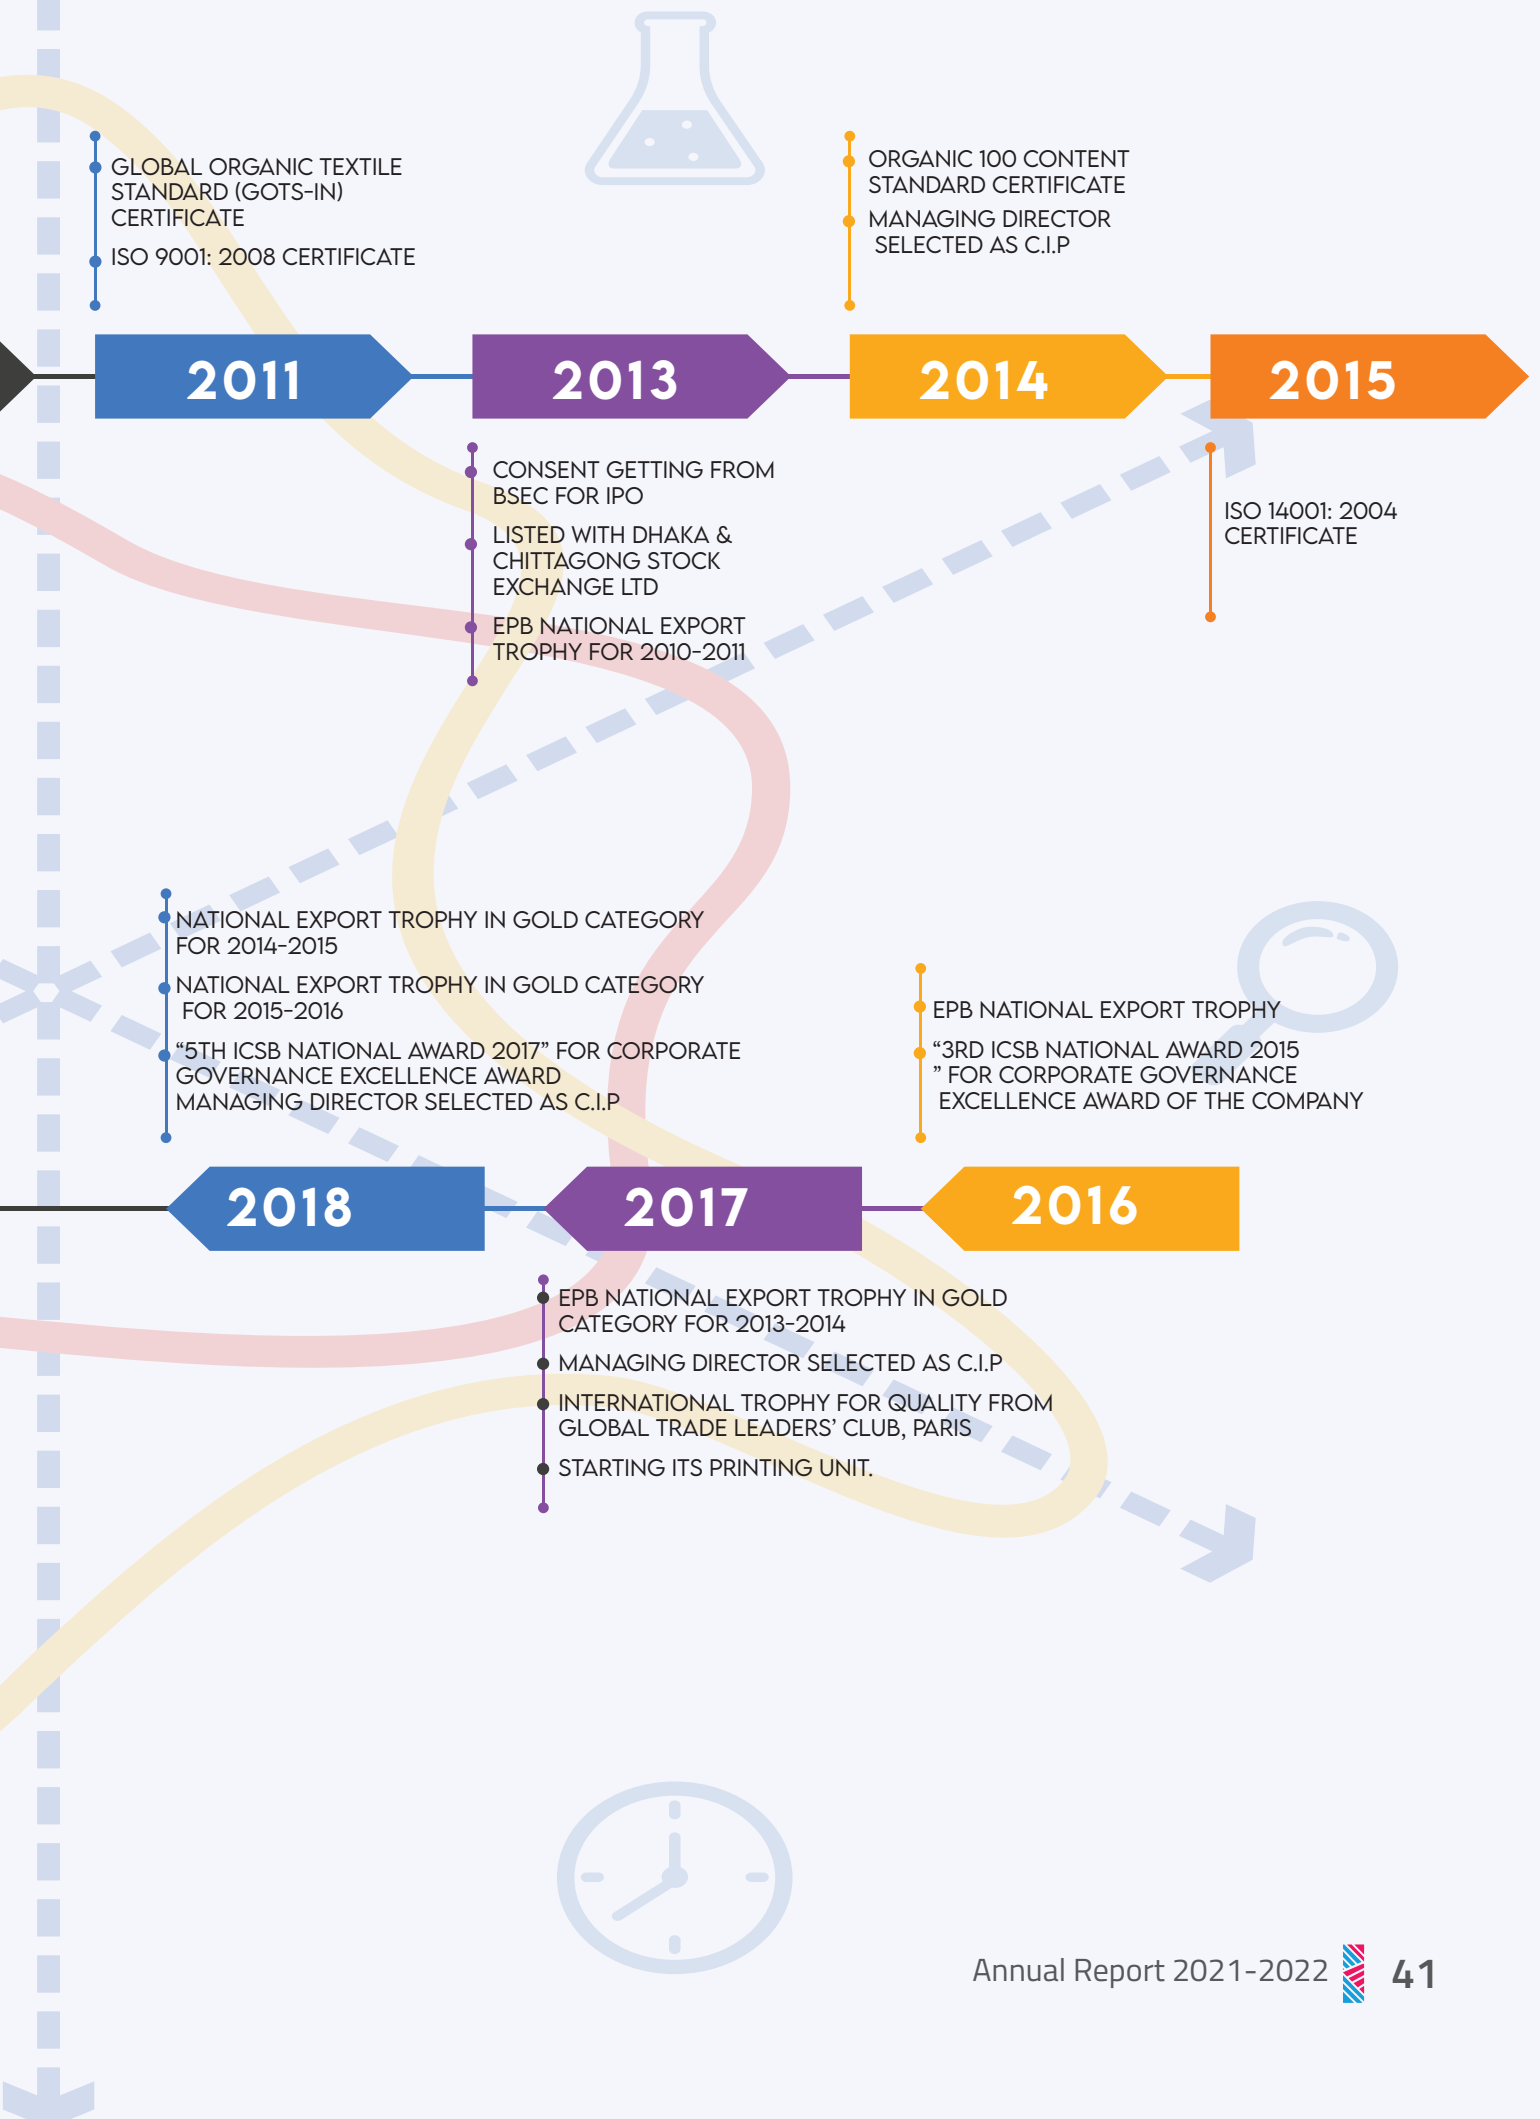 GLOBAL ORGANIC TEXTILE
STANDARD (GOTS-IN)
CERTIFICATE
ISO 9001: 2008 CERTIFICATE
ORGANIC 100 CONTENT
STANDARD CERTIFICATE
MANAGING DIRECTOR
SELECTED AS C.I.P
2011
2013
2014
2015
CONSENT GETTING FROM
BSEC FOR IPO
LISTED WITH DHAKA &
CHITTAGONG STOCK
EXCHANGE LTD
EPB NATIONAL EXPORT
TROPHY FOR 2010-2011
ISO 14001: 2004
CERTIFICATE
NATIONAL EXPORT TROPHY IN GOLD CATEGORY
FOR 2014-2015
NATIONAL EXPORT TROPHY IN GOLD CATEGORY
FOR 2015-2016
“5TH ICSB NATIONAL AWARD 2017” FOR CORPORATE
GOVERNANCE EXCELLENCE AWARD
MANAGING DIRECTOR SELECTED AS C.I.P
EPB NATIONAL EXPORT TROPHY
“3RD ICSB NATIONAL AWARD 2015
” FOR CORPORATE GOVERNANCE
EXCELLENCE AWARD OF THE COMPANY
2018
2017
2016
EPB NATIONAL EXPORT TROPHY IN GOLD
CATEGORY FOR 2013-2014
MANAGING DIRECTOR SELECTED AS C.I.P
INTERNATIONAL TROPHY FOR QUALITY FROM
GLOBAL TRADE LEADERS’ CLUB, PARIS
STARTING ITS PRINTING UNIT.
Annual Report 2021-2022 41